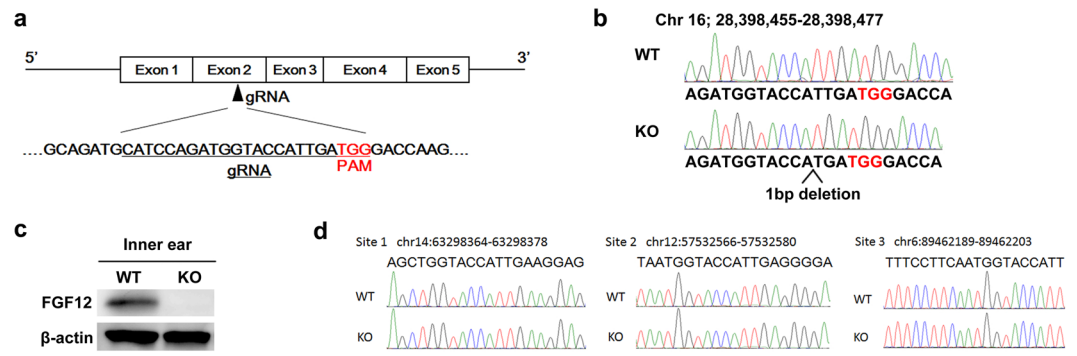 a
5’ 3’
Exon 1 Exon 2 Exon 3 Exon 4 Exon 5
gRNA
....GCAGATGCATCCAGATGGTACCATTGATGGGACCAAG....
gRNA PAM
b
Chr 16; 28,398,455-28,398,477
WT
AGATGGTACCATTGATGGGACCA
KO
AGATGGTACCATGATGGGACCA
1bp deletion
c
Inner ear
WT KO
FGF12
β-actin
d
Site 1 chr14:63298364-63298378
AGCTGGTACCATTGAAGGAG
WT
KO
Site 2 chr12:57532566-57532580
TAATGGTACCATTGAGGGGA
WT
KO
Site 3 chr6:89462189-89462203
TTTCCTTCAATGGTACCATT
WT
KO